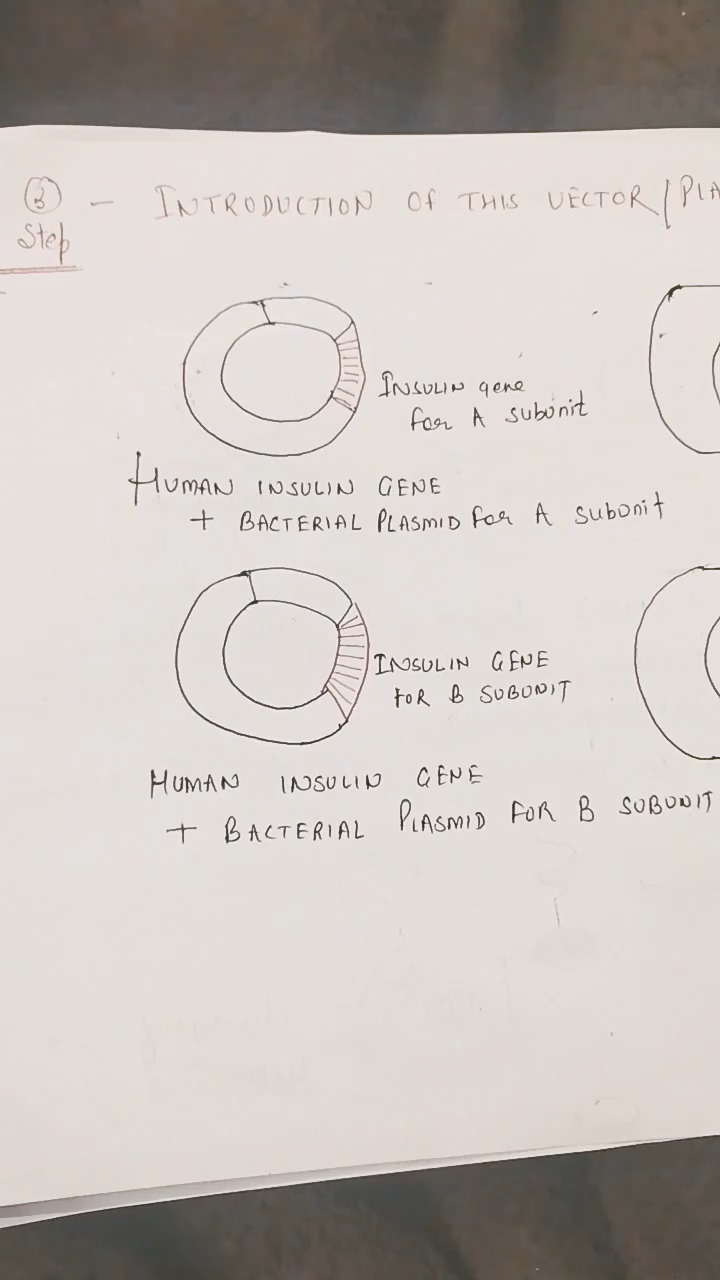 ③ - INTRODUCTION OF THIS VECTOR/PLA
Step
INSULIN gene
for A subunit
HUMAN INSULIN GENE
+ BACTERIAL PLASMID for A subunit
INSULIN GENE
FOR B SUBUNIT
HUMAN INSULIN GENE
+ BACTERIAL PLASMID FOR B SUBUNIT